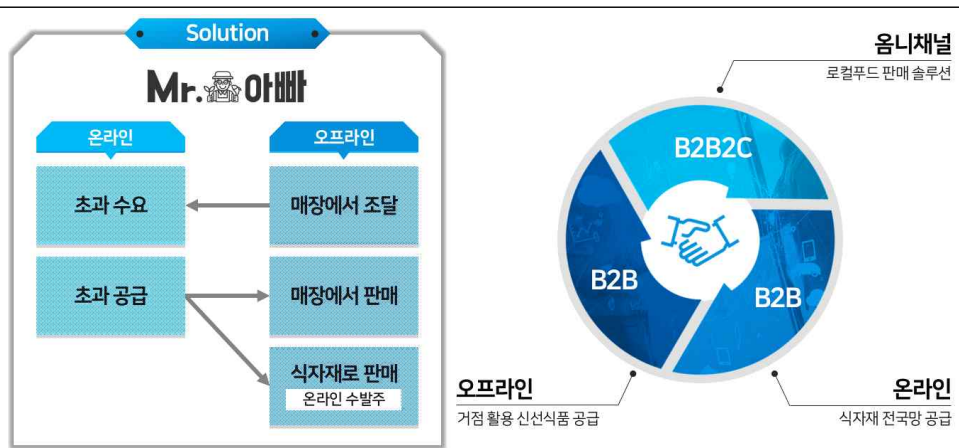 Solution
Mr. 아빠
온라인
오프라인
초과 수요
매장에서 조달
초과 공급
매장에서 판매
식자재로 판매
온라인 수발주
옴니채널
로컬푸드 판매 솔루션
B2B2C
B2B
B2B
오프라인
거점 활용 신선식품 공급
온라인
식자재 전국망 공급